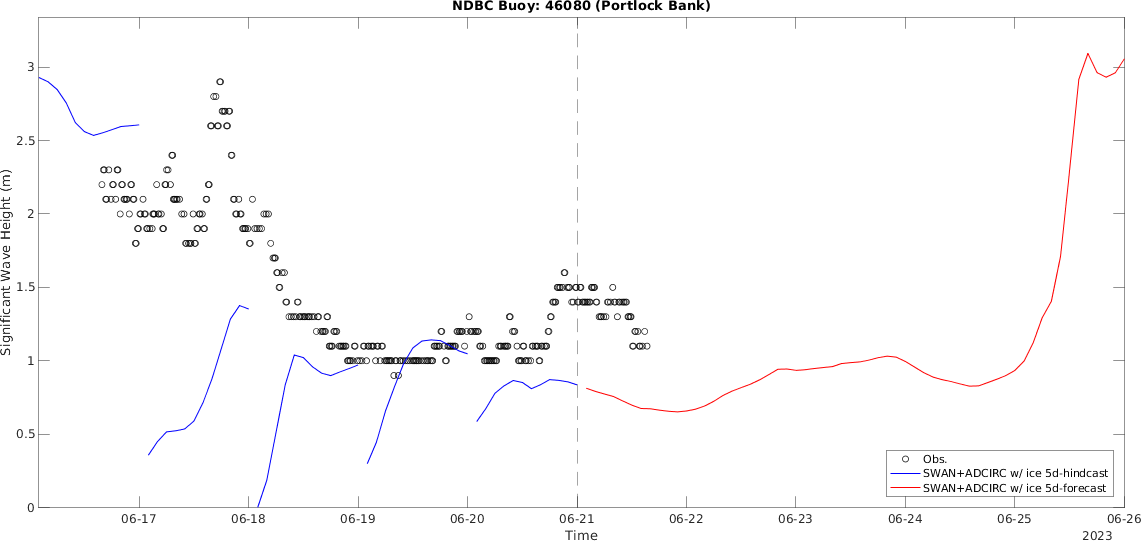 NDBC Buoy: 46080 (Portlock Bank)
Significant Wave Height (m)
3
2.5
2
1.5
1
0.5
0
Obs.
SWAN+ADCIRC w/ ice 5d-hindcast
SWAN+ADCIRC w/ ice 5d-forecast
06-17 06-18 06-19 06-20 06-21 06-22 06-23 06-24 06-25 06-26
Time 2023